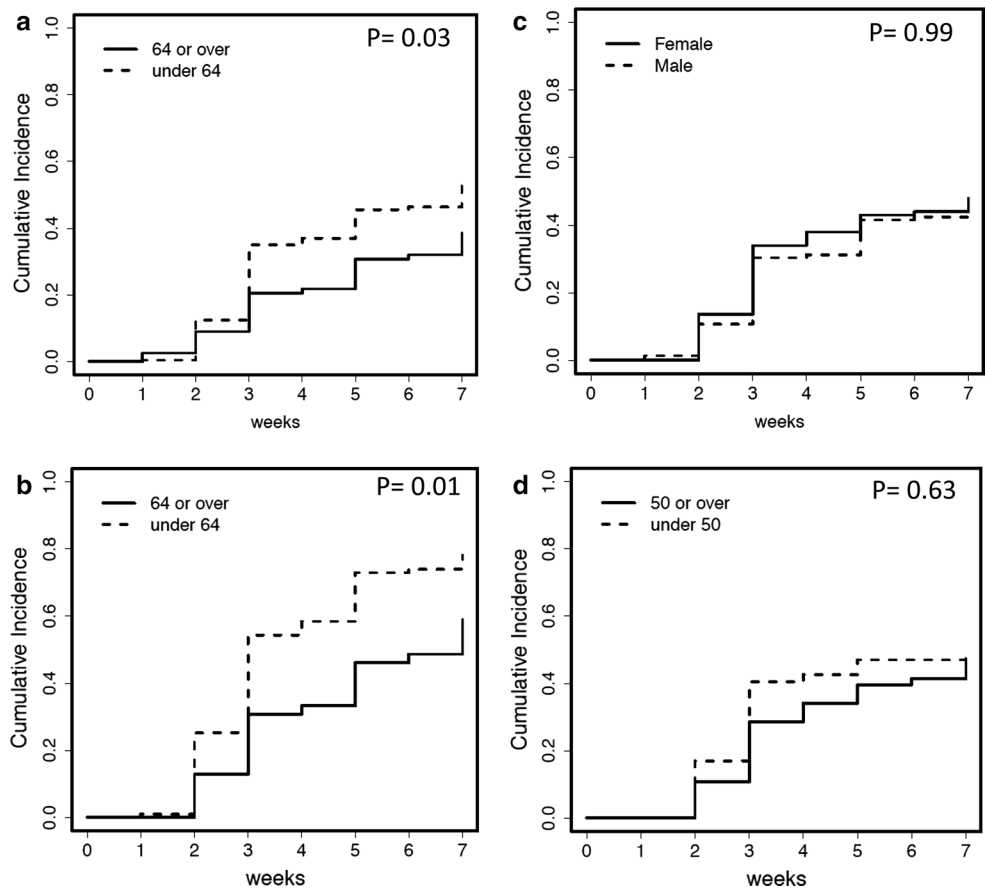 a
P= 0.03
64 or over
under 64
Cumulative Incidence
1.0
0.8
0.6
0.4
0.2
0.0
0 1 2 3 4 5 6 7
weeks
c
P= 0.99
Female
Male
Cumulative Incidence
1.0
0.8
0.6
0.4
0.2
0.0
0 1 2 3 4 5 6 7
weeks
b
P= 0.01
64 or over
under 64
Cumulative Incidence
1.0
0.8
0.6
0.4
0.2
0.0
0 1 2 3 4 5 6 7
weeks
d
P= 0.63
50 or over
under 50
Cumulative Incidence
1.0
0.8
0.6
0.4
0.2
0.0
0 1 2 3 4 5 6 7
weeks